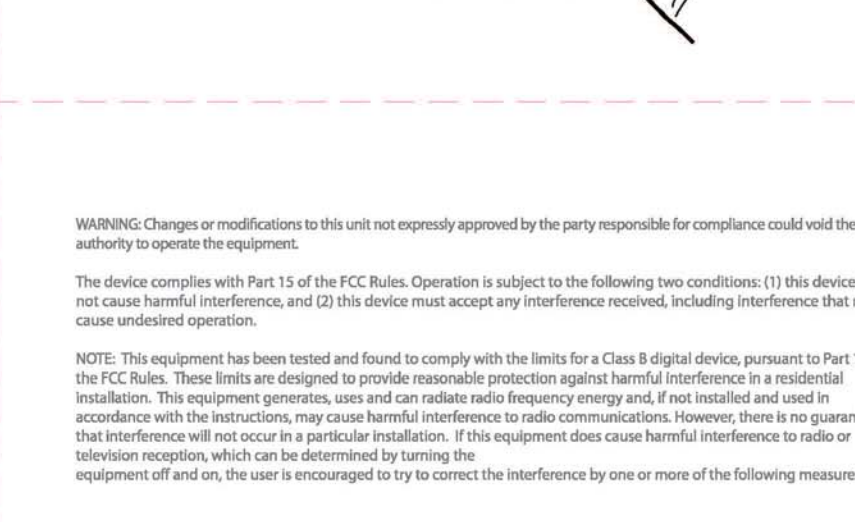 WARNING: Changes or modifications to this unit not expressly approved by the party responsible for compliance could void the
authority to operate the equipment.
The device complies with Part 15 of the FCC Rules. Operation is subject to the following two conditions: (1) this device
not cause harmful interference, and (2) this device must accept any interference received, including interference that
cause undesired operation.
NOTE: This equipment has been tested and found to comply with the limits for a Class B digital device, pursuant to Part
the FCC Rules. These limits are designed to provide reasonable protection against harmful interference in a residential
installation. This equipment generates, uses and can radiate radio frequency energy and, if not installed and used in
accordance with the instructions, may cause harmful interference to radio communications. However, there is no guaran
that interference will not occur in a particular installation. If this equipment does cause harmful interference to radio or
television reception, which can be determined by turning the
equipment off and on, the user is encouraged to try to correct the interference by one or more of the following measure